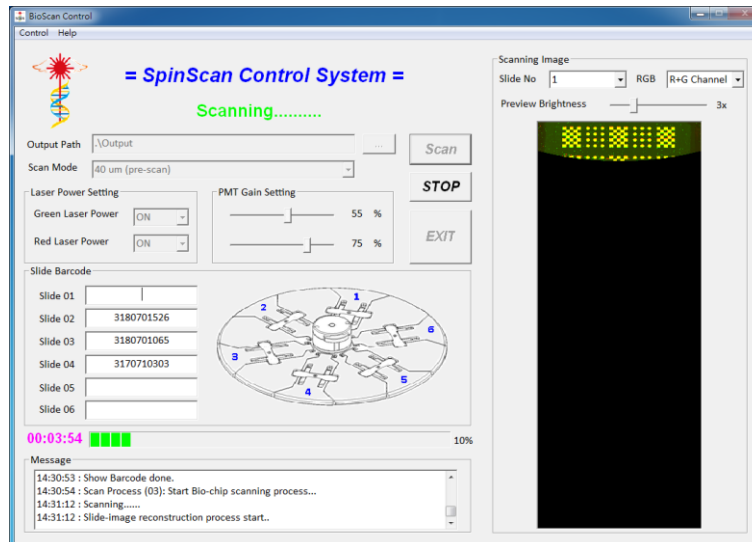 BioScan Control
Control Help
= SpinScan Control System =
Scanning..........
Output Path .\Output ... Scan
Scan Mode 40 um (pre-scan)
STOP
Laser Power Setting
Green Laser Power ON
Red Laser Power ON
PMT Gain Setting
55 %
75 %
EXIT
Slide Barcode
Slide 01
Slide 02 3180701526
Slide 03 3180701065
Slide 04 3170710303
Slide 05
Slide 06
1
2
6
3
5
4
00:03:54 10%
Message
14:30:53 : Show Barcode done.
14:30:54 : Scan Process (03): Start Bio-chip scanning process...
14:31:12 : Scanning......
14:31:12 : Slide-image reconstruction process start..
Scanning Image
Slide No 1 RGB R+G Channel
Preview Brightness 3x